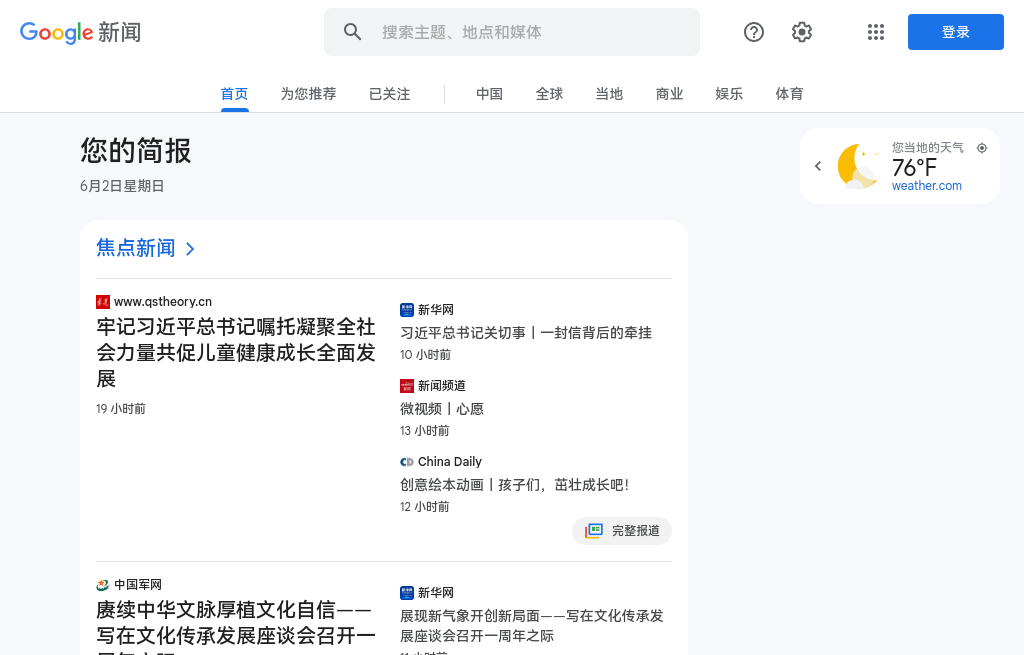 Google 新闻
搜索主题、地点和媒体
登录
首页
为您推荐
已关注
中国
全球
当地
商业
娱乐
体育
您的简报
6月2日星期日
您当地的天气
76°F
weather.com
焦点新闻
www.qstheory.cn
牢记习近平总书记嘱托凝聚全社
会力量共促儿童健康成长全面发
展
19 小时前
新华网
习近平总书记关切事丨一封信背后的牵挂
10 小时前
新闻频道
微视频丨心愿
13 小时前
China Daily
创意绘本动画丨孩子们，茁壮成长吧！
12 小时前
完整报道
中国军网
赓续中华文脉厚植文化自信——
写在文化传承发展座谈会召开一
新华网
展现新气象开创新局面——写在文化传承发
展座谈会召开一周年之际